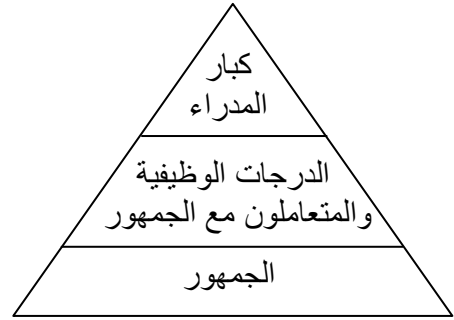 كبار
المدراء
الدرجات الوظيفية
والمتعاملون مع الجمهور
الجمهور